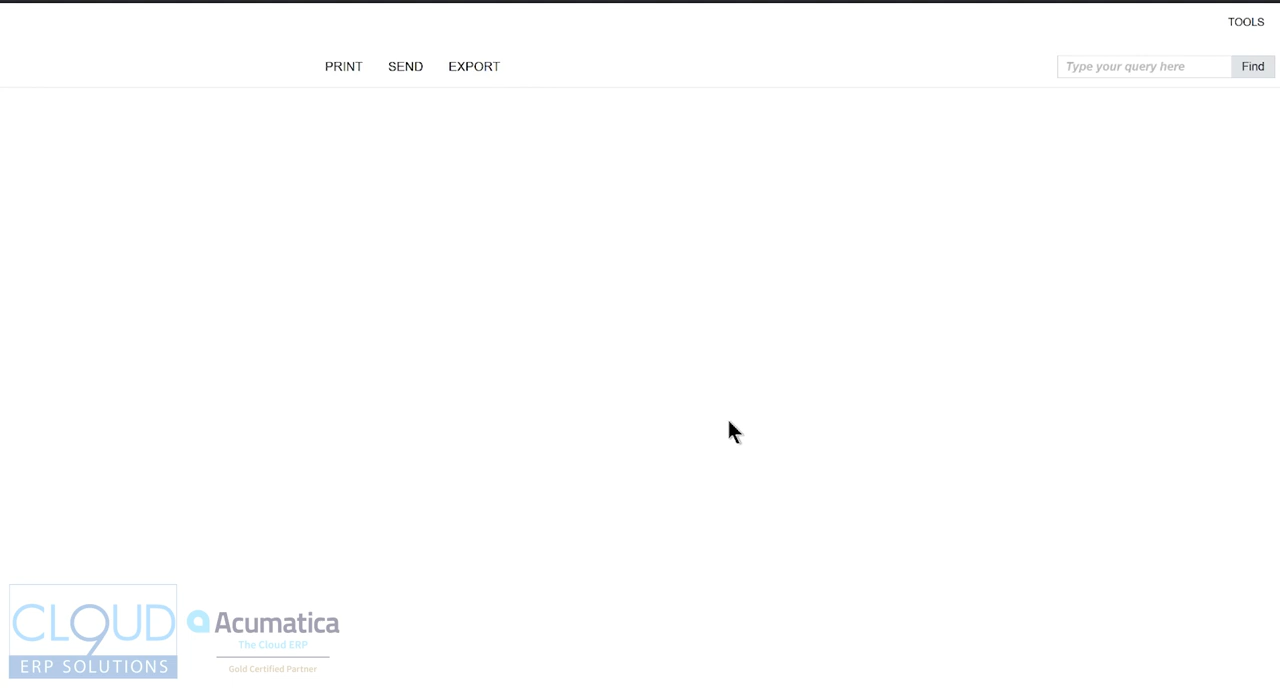 TOOLS
PRINT SEND EXPORT Type your query here Find
CLOUD
9
ERP SOLUTIONS
Acumatica
The Cloud ERP
Gold Certified Partner